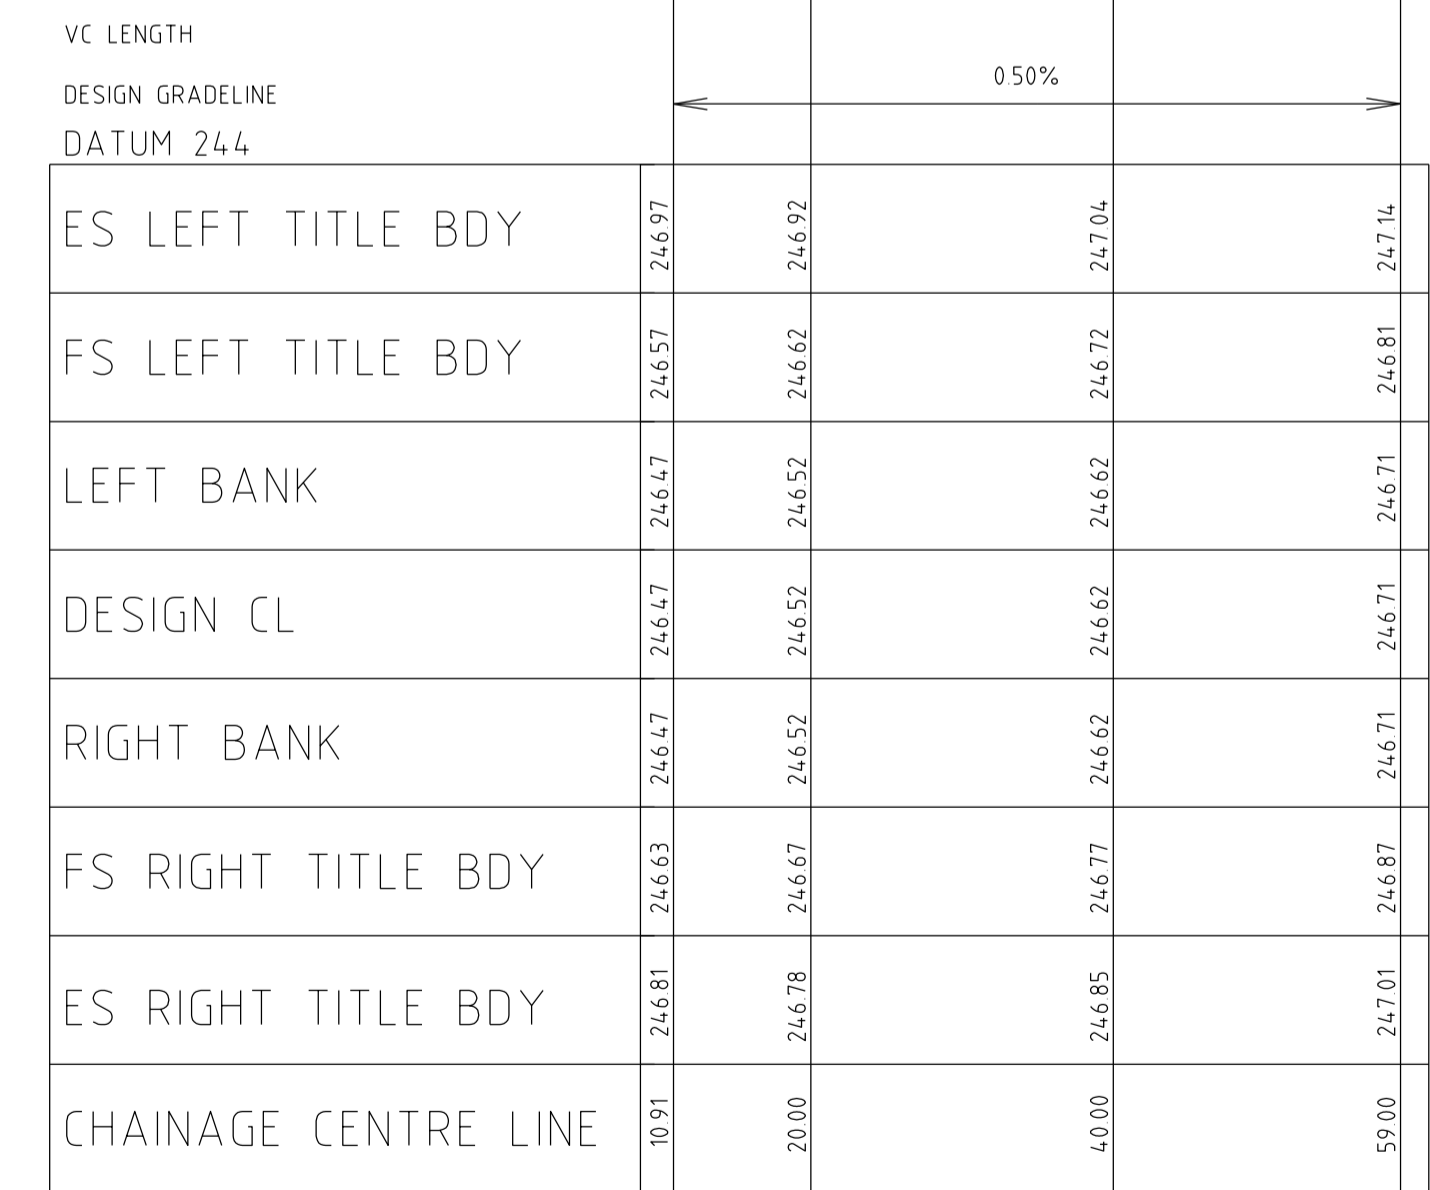 VC LENGTH
0.50%
DESIGN GRADELINE
DATUM 244
ES LEFT TITLE BDY 246.97 246.92 247.04 247.14
FS LEFT TITLE BDY 246.57 246.62 246.72 246.81
LEFT BANK 246.47 246.52 246.62 246.71
DESIGN CL 246.47 246.52 246.62 246.71
RIGHT BANK 246.47 246.52 246.62 246.71
FS RIGHT TITLE BDY 246.63 246.67 246.77 246.87
ES RIGHT TITLE BDY 246.81 246.78 246.85 247.01
CHAINAGE CENTRE LINE 10.91 20.00 40.00 59.00